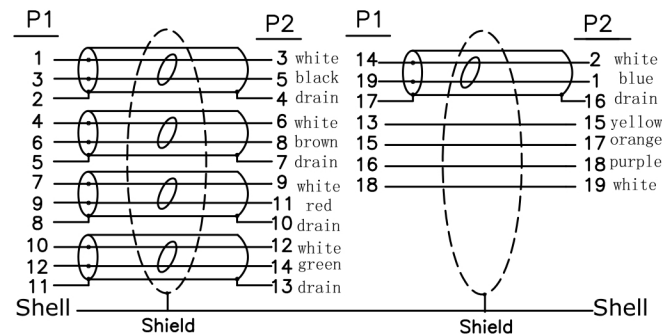 P1 P2
1 3 white
3 5 black
2 4 drain
4 6 white
6 8 brown
5 7 drain
7 9 white
9 11 red
8 10 drain
10 12 white
12 14 green
11 13 drain
P1 P2
14 2 white
19 1 blue
17 16 drain
13 15 yellow
15 17 orange
16 18 purple
18 19 white
Shell Shell
Shield Shield